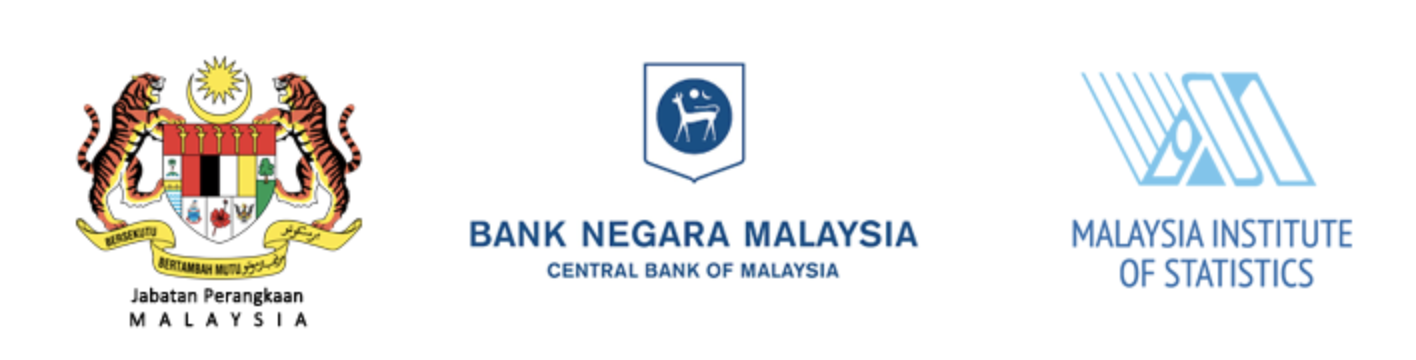 BERSEKUTU
BERTAMBAH MUTU
Jabatan Perangkaan
MALAYSIA
BANK NEGARA MALAYSIA
CENTRAL BANK OF MALAYSIA
MALAYSIA INSTITUTE
OF STATISTICS